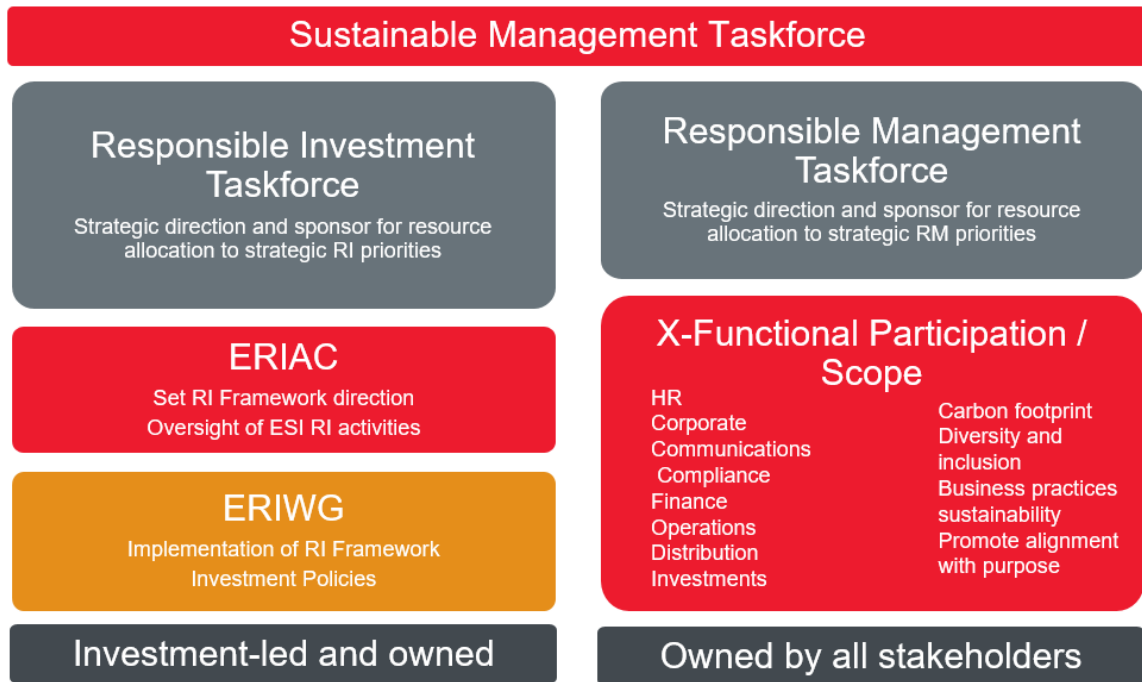 Sustainable Management Taskforce
Responsible Investment
Taskforce
Strategic direction and sponsor for resource
allocation to strategic RI priorities
ERIAC
Set RI Framework direction
Oversight of ESI RI activities
ERIWG
Implementation of RI Framework
Investment Policies
Investment-led and owned
Responsible Management
Taskforce
Strategic direction and sponsor for resource
allocation to strategic RM priorities
X-Functional Participation /
Scope
HR
Corporate
Communications
Compliance
Finance
Operations
Distribution
Investments
Carbon footprint
Diversity and
inclusion
Business practices
sustainability
Promote alignment
with purpose
Owned by all stakeholders